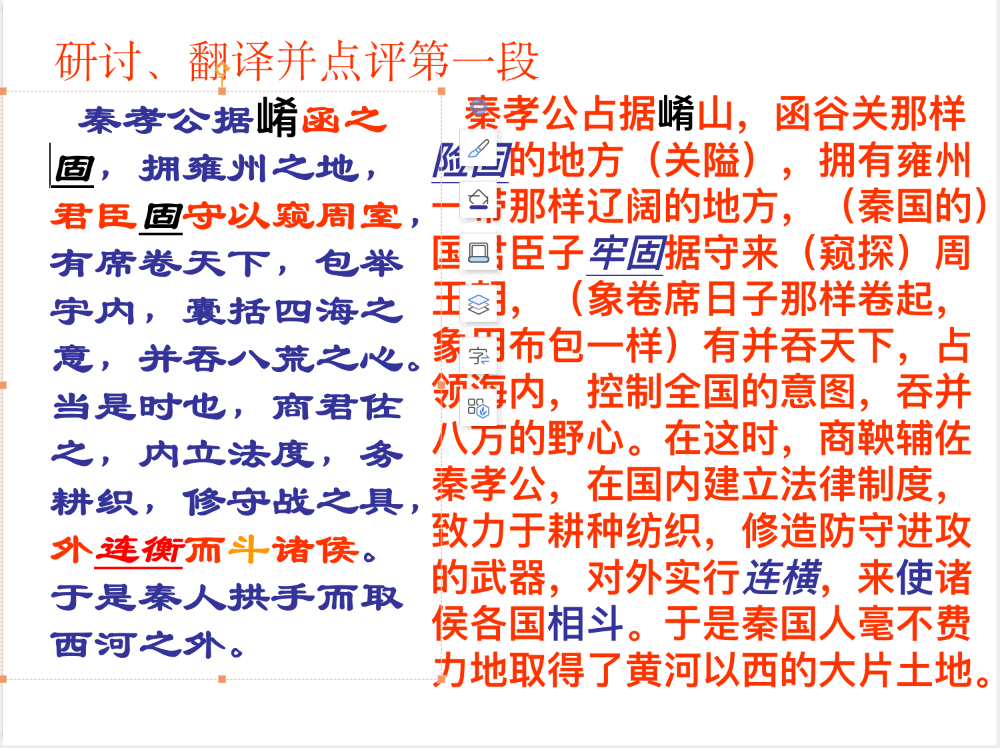 研讨、翻译并点评第一段
秦孝公据崤函之
固，拥雍州之地，
君臣固守以窥周室，
有席卷天下，包举
宇内，囊括四海之
意，并吞八荒之心。
当是时也，商君佐
之，内立法度，务
耕织，修守战之具，
外连衡而斗诸侯。
于是秦人拱手而取
西河之外。
秦孝公占据崤山，函谷关那样
险固的地方（关隘），拥有雍州
一带那样辽阔的地方，（秦国的）
国君臣子牢固据守来（窥探）周
王朝，（象卷席日子那样卷起，
象用布包一样）有并吞天下，占
领海内，控制全国的意图，吞并
八方的野心。在这时，商鞅辅佐
秦孝公，在国内建立法律制度，
致力于耕种纺织，修造防守进攻
的武器，对外实行连横，来使诸
侯各国相斗。于是秦国人毫不费
力地取得了黄河以西的大片土地。
字